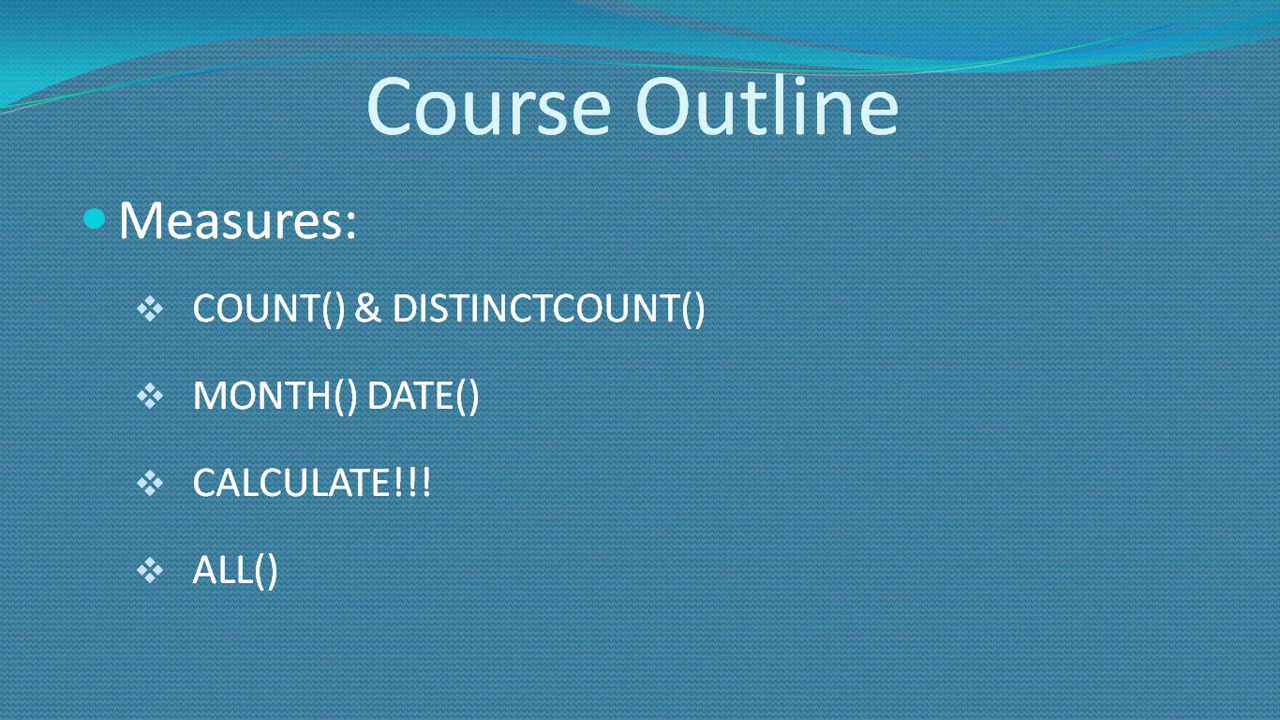 Course Outline
Measures:
COUNT() & DISTINCTCOUNT()
MONTH() DATE()
CALCULATE!!!
ALL()